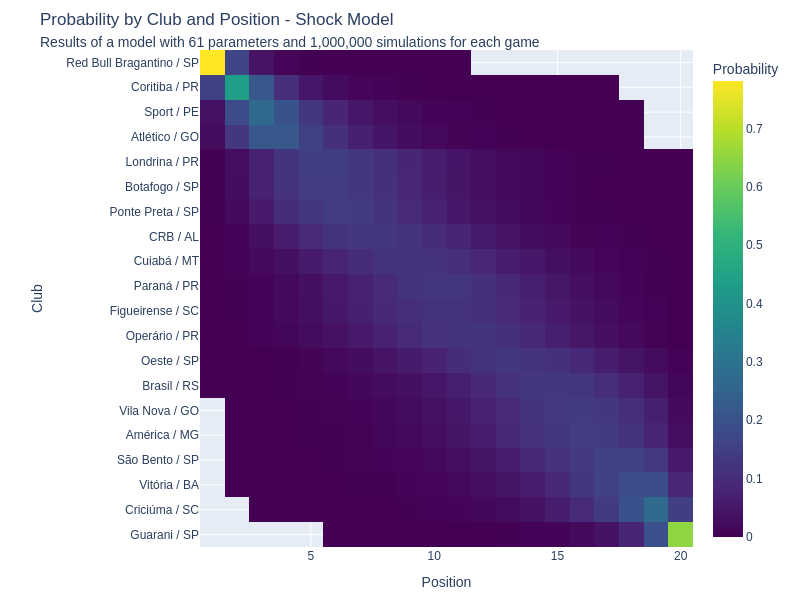 Probability by Club and Position - Shock Model
Results of a model with 61 parameters and 1,000,000 simulations for each game
Probability
Red Bull Bragantino / SP
Coritiba / PR
Sport / PE
Atlético / GO
Londrina / PR
Botafogo / SP
Ponte Preta / SP
CRB / AL
Cuiabá / MT
Paraná / PR
Figueirense / SC
Operário / PR
Oeste / SP
Brasil / RS
Vila Nova / GO
América / MG
São Bento / SP
Vitória / BA
Criciúma / SC
Guarani / SP
Club
5
10
15
20
Position
0.7
0.6
0.5
0.4
0.3
0.2
0.1
0